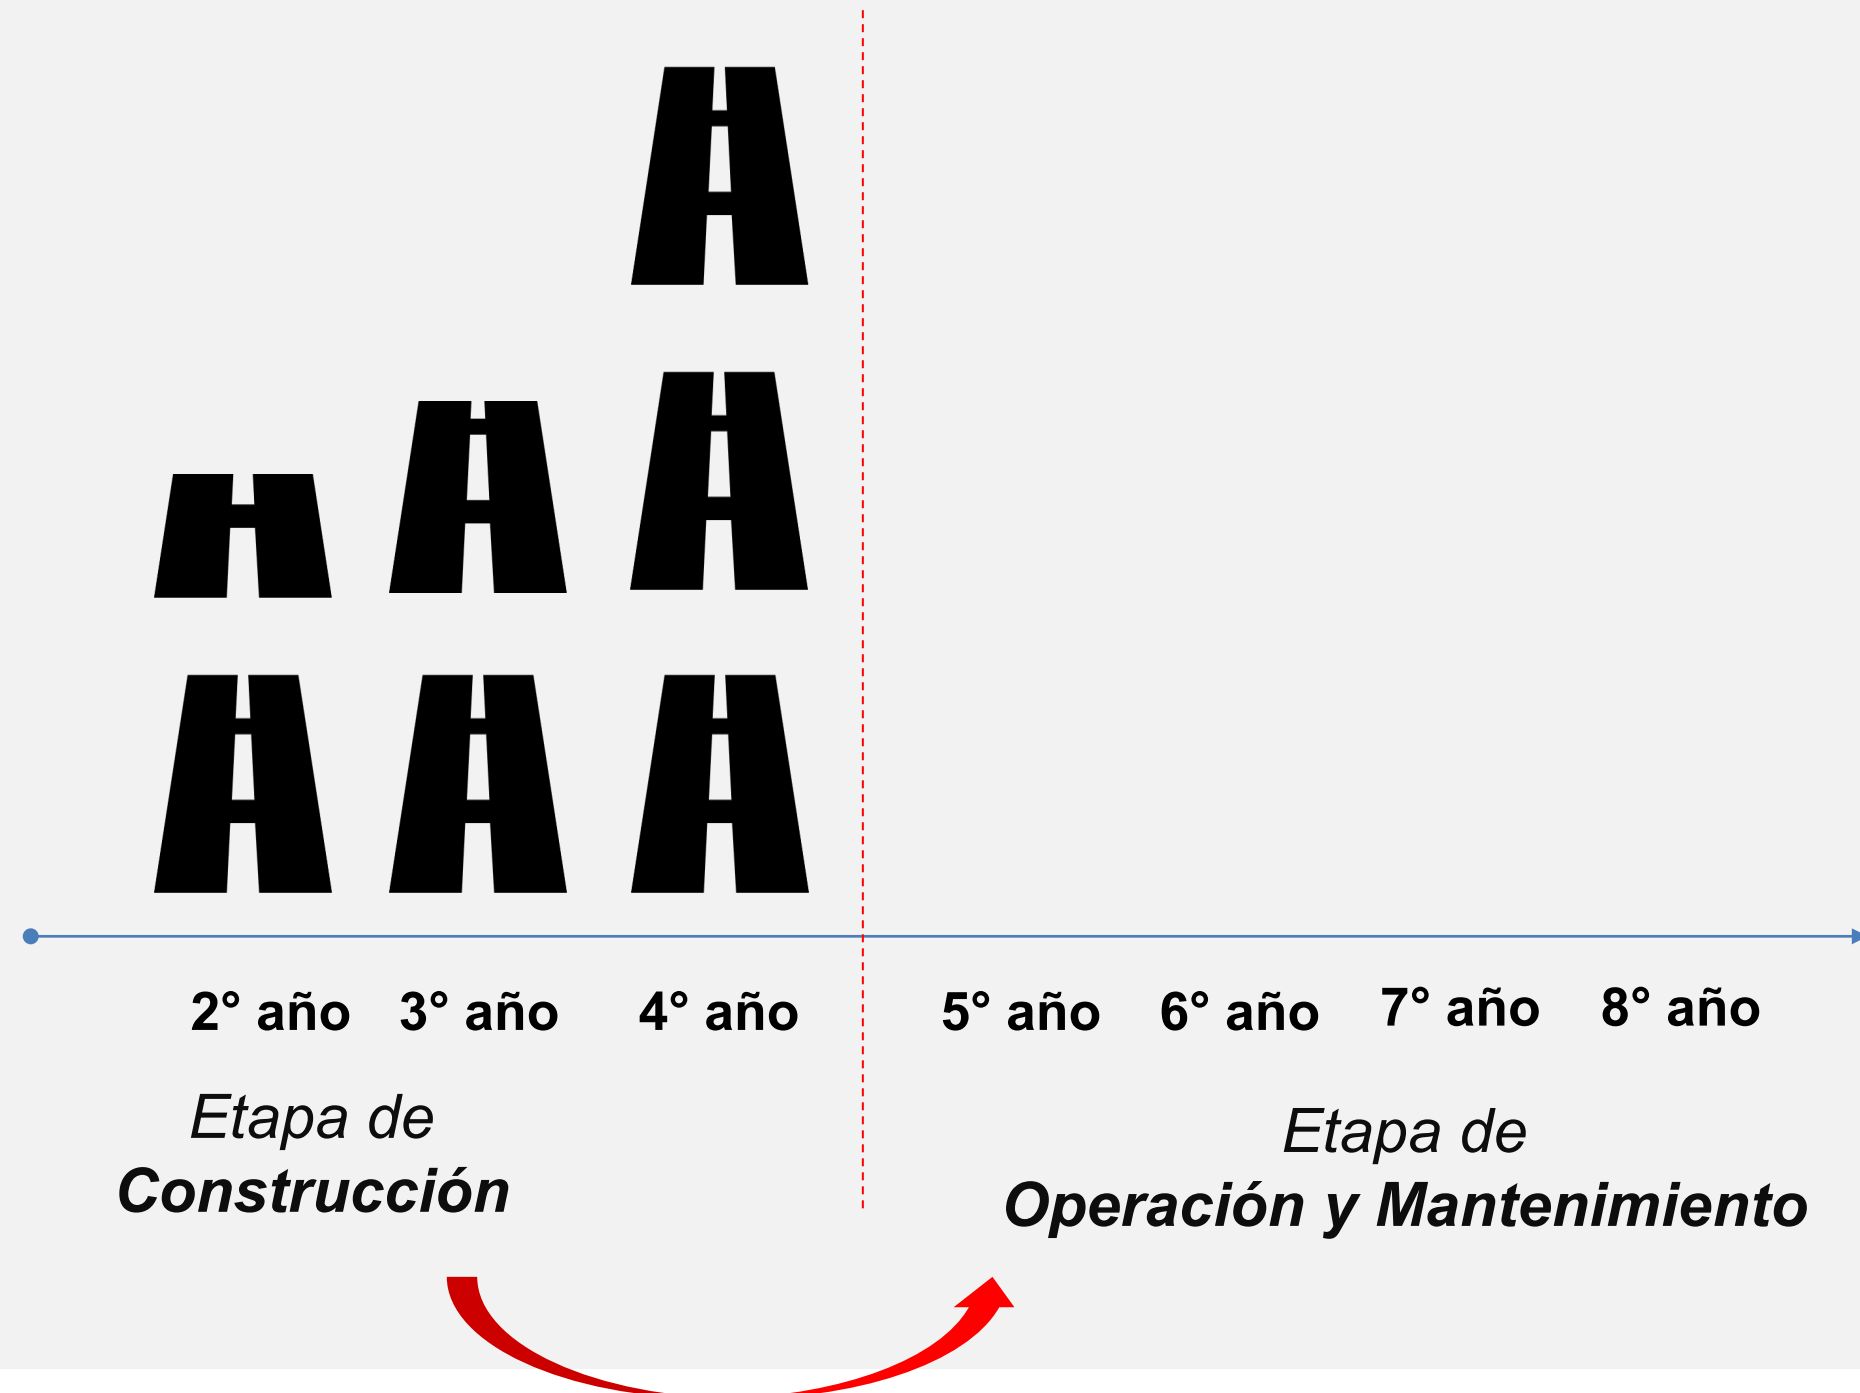 2° año 3° año 4° año 5° año 6° año 7° año 8° año
Etapa de
Construcción
Etapa de
Operación y Mantenimiento